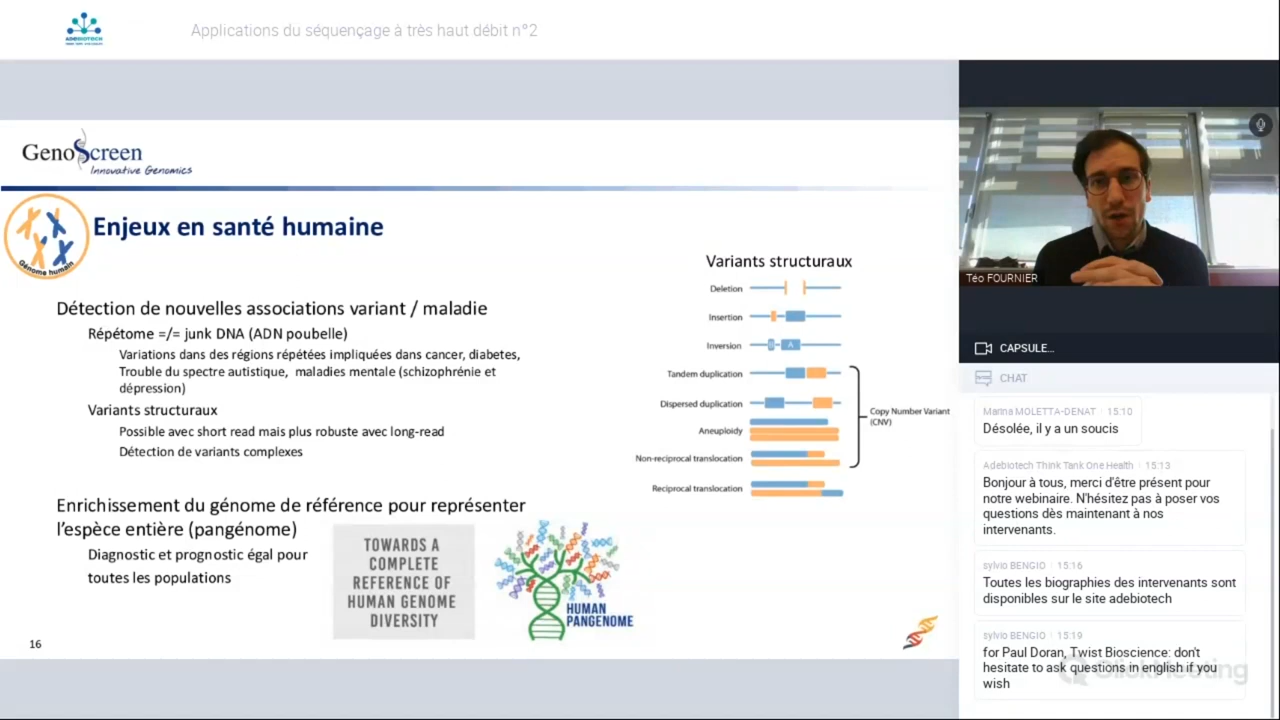 ADEBIOTECH
Applications du séquençage à très haut débit n°2
GenoScreen
Innovative Genomics
Génome humain
Enjeux en santé humaine
Détection de nouvelles associations variant / maladie
Répétome =/= junk DNA (ADN poubelle)
Variations dans des régions répétées impliquées dans cancer, diabetes,
Trouble du spectre autistique, maladies mentale (schizophrénie et
dépression)
Variants structuraux
Possible avec short read mais plus robuste avec long-read
Détection de variants complexes
Enrichissement du génome de référence pour représenter
l'espèce entière (pangénome)
Diagnostic et prognostic égal pour
toutes les populations
TOWARDS A
COMPLETE
REFERENCE OF
HUMAN GENOME
DIVERSITY
HUMAN
PANGENOME
Variants structuraux
Deletion
Insertion
Inversion
A
Tandem duplication
Dispersed duplication
Aneuploidy
Non-reciprocal translocation
Reciprocal translocation
Copy Number Variant
(CNV)
16
Téo FOURNIER
CAPSULE...
CHAT
Marina MOLETTA-DENAT 15:10
Désolée, il y a un soucis
Adebiotech Think Tank One Health 15:13
Bonjour à tous, merci d'être présent pour
notre webinaire. N'hésitez pas à poser vos
questions dès maintenant à nos
intervenants.
sylvio BENGIO 15:16
Toutes les biographies des intervenants sont
disponibles sur le site adebiotech
sylvio BENGIO 15:19
for Paul Doran, Twist Bioscience: don't
hesitate to ask questions in english if you
wish
ClickMeeting